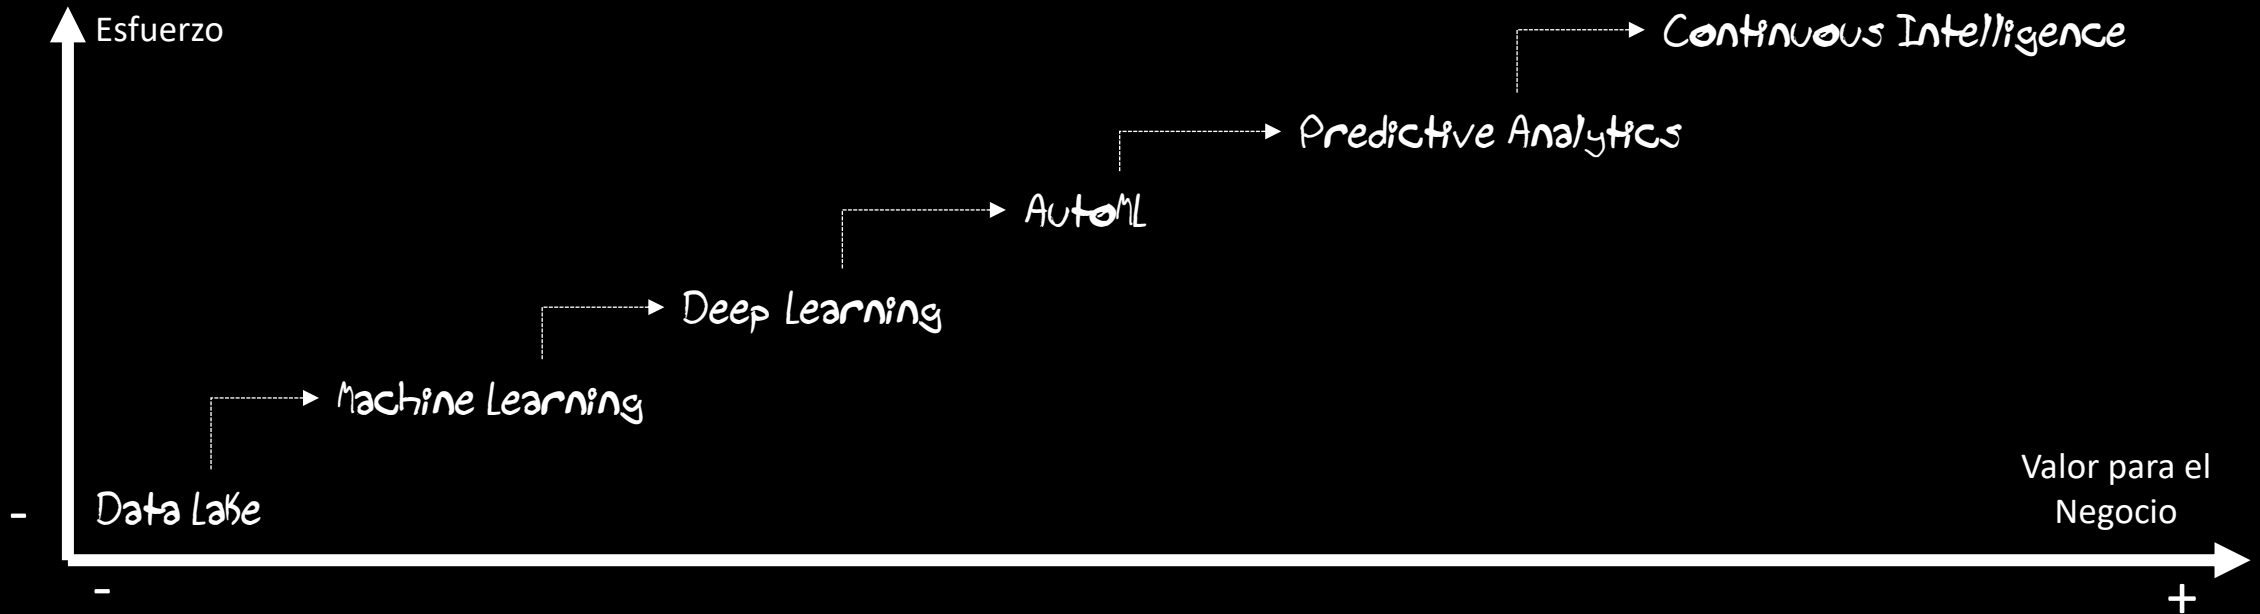 Esfuerzo
Continuous Intelligence
Predictive Analytics
AutoML
Deep Learning
Machine Learning
Data Lake
Valor para el
Negocio
-
-
+